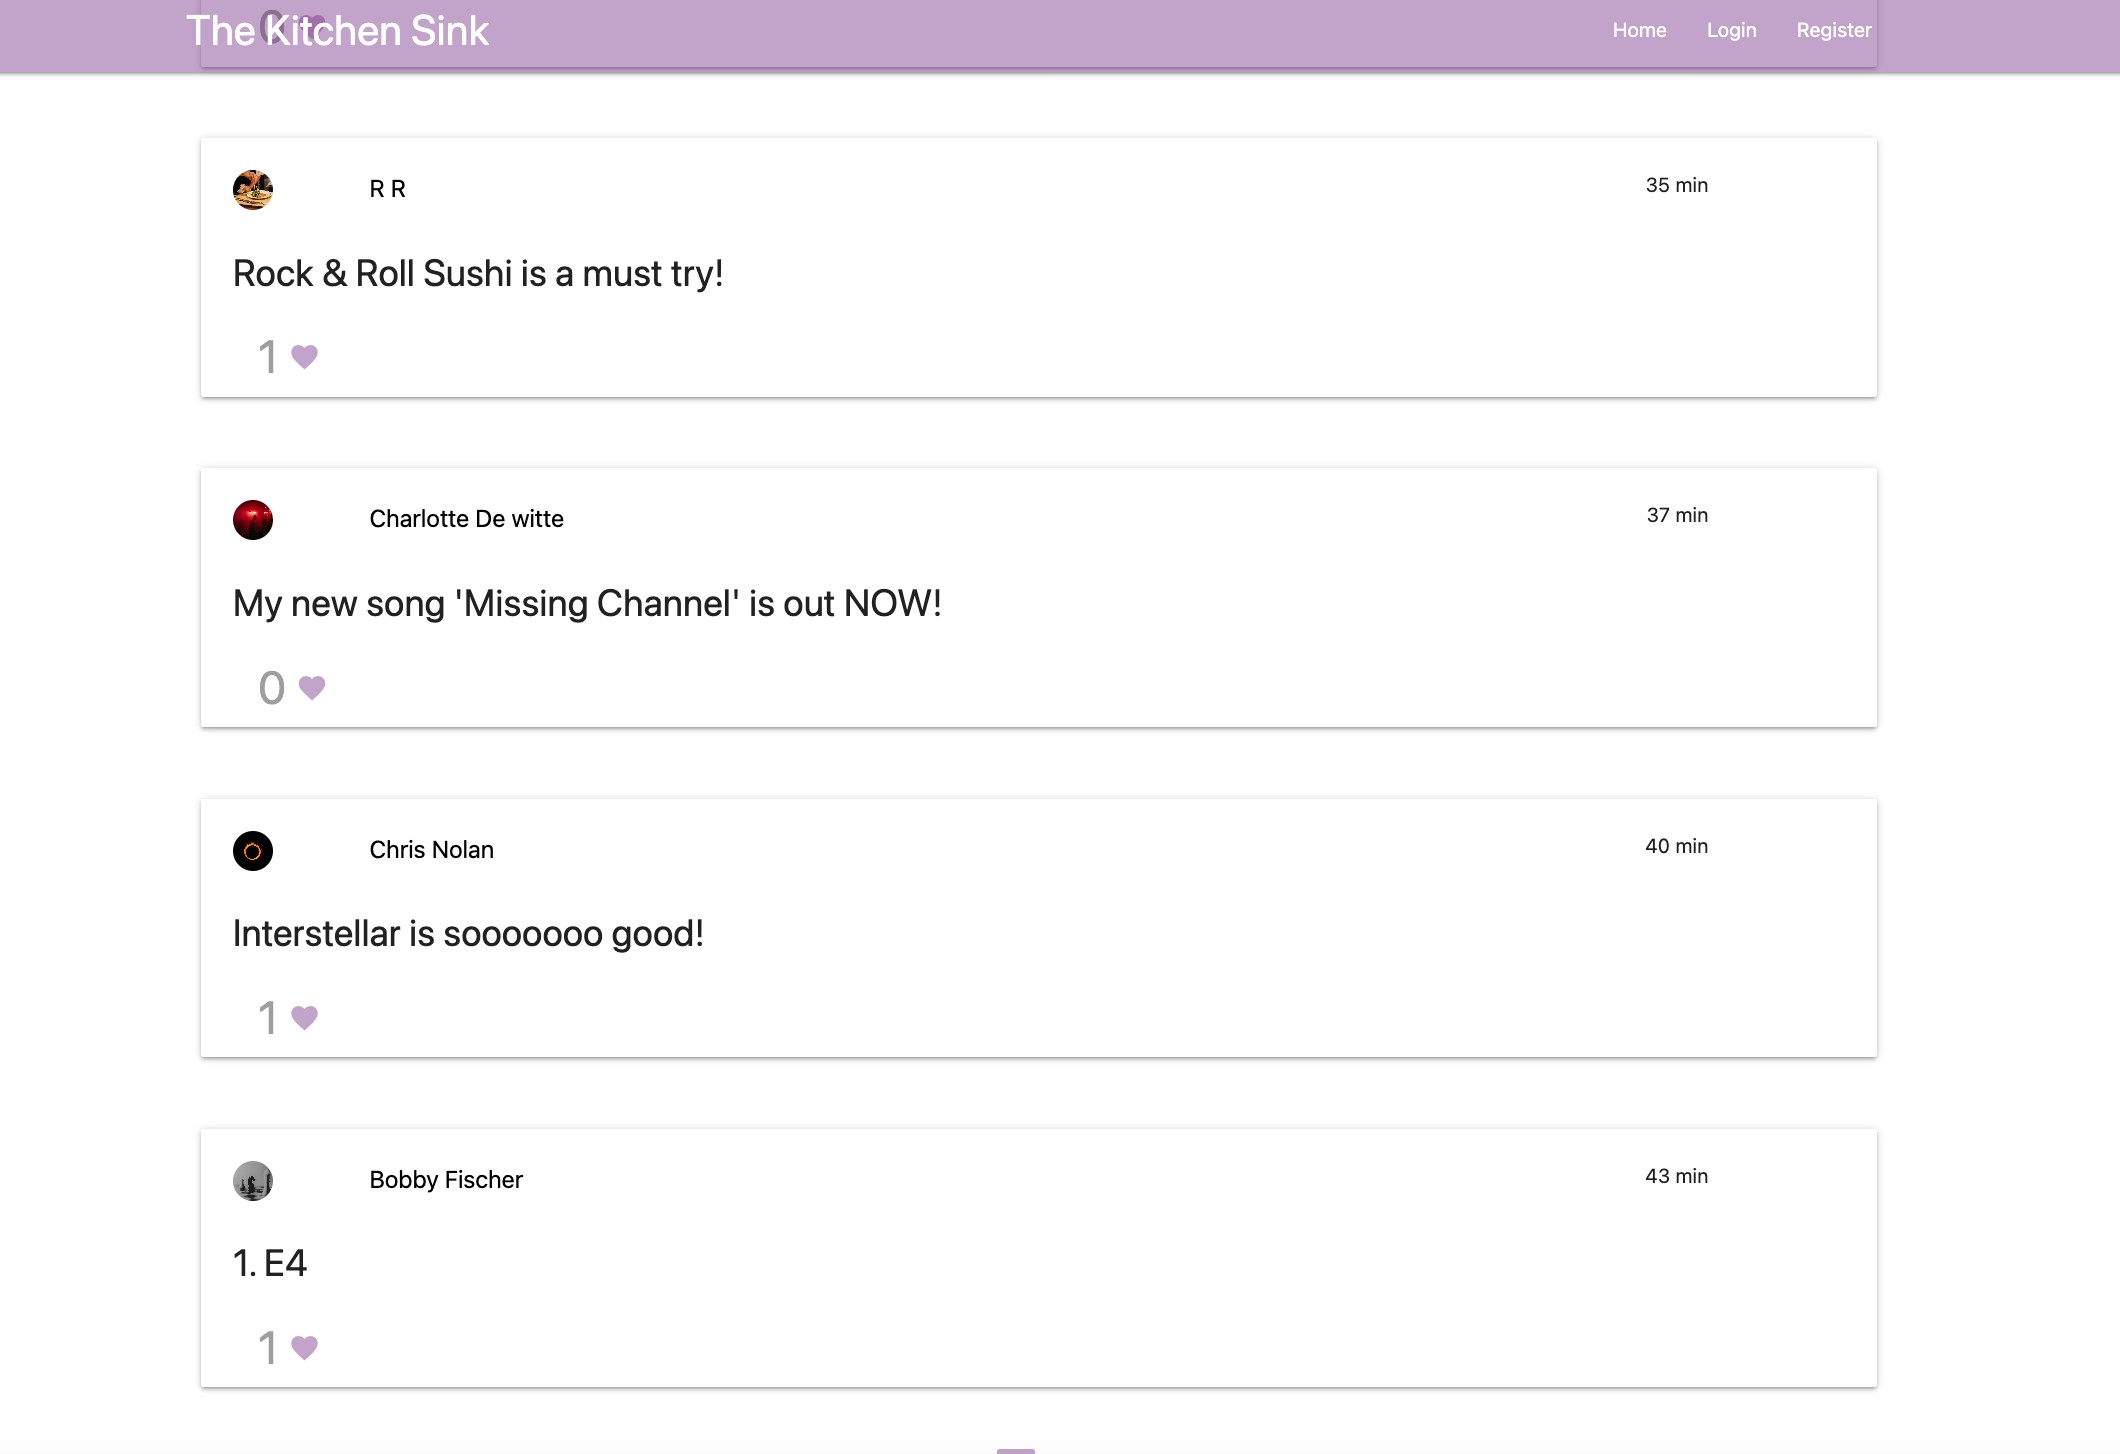 The Kitchen Sink
Home Login Register
0
R R
35 min
Rock & Roll Sushi is a must try!
1
Charlotte De witte
37 min
My new song 'Missing Channel' is out NOW!
0
Chris Nolan
40 min
Interstellar is sooooooo good!
1
Bobby Fischer
43 min
1. E4
1